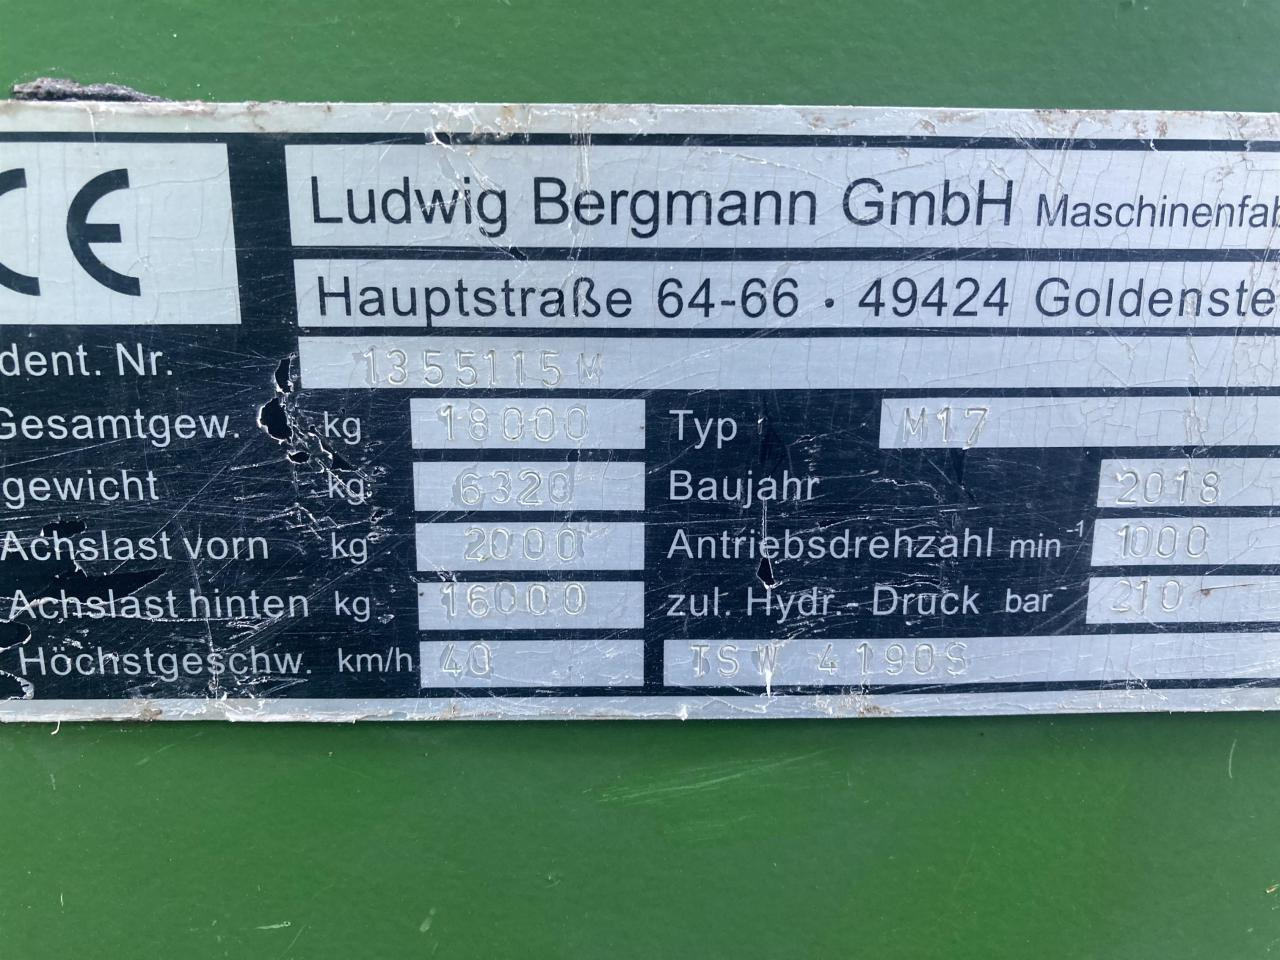 CE
Ludwig Bergmann GmbH Maschinenfab
Hauptstraße 64-66 · 49424 Goldenste
dent. Nr. 1355115M
Gesamtgew. kg 18000 Typ M17
gewicht kg 6320 Baujahr 2018
Achslast vorn kg 2000 Antriebsdrehzahl min-1 1000
Achslast hinten kg 16000 zul. Hydr.- Druck bar 210
Höchstgeschw. km/h 40 TSW 4190S